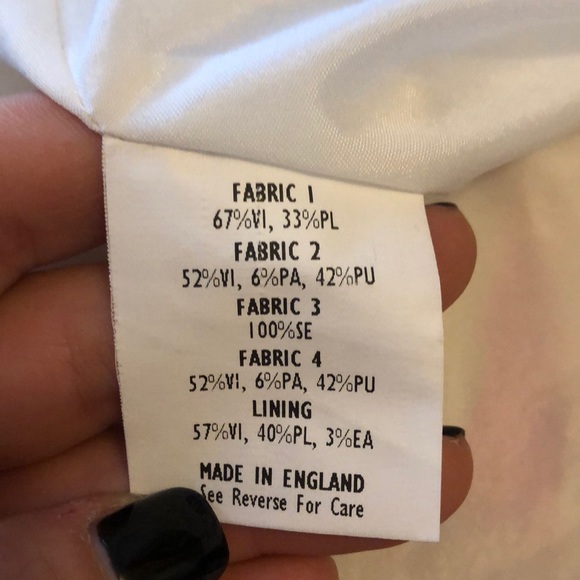 FABRIC 1
67%VI, 33%PL
FABRIC 2
52%VI, 6%PA, 42%PU
FABRIC 3
100%SE
FABRIC 4
52%VI, 6%PA, 42%PU
LINING
57%VI, 40%PL, 3%EA
MADE IN ENGLAND
See Reverse For Care